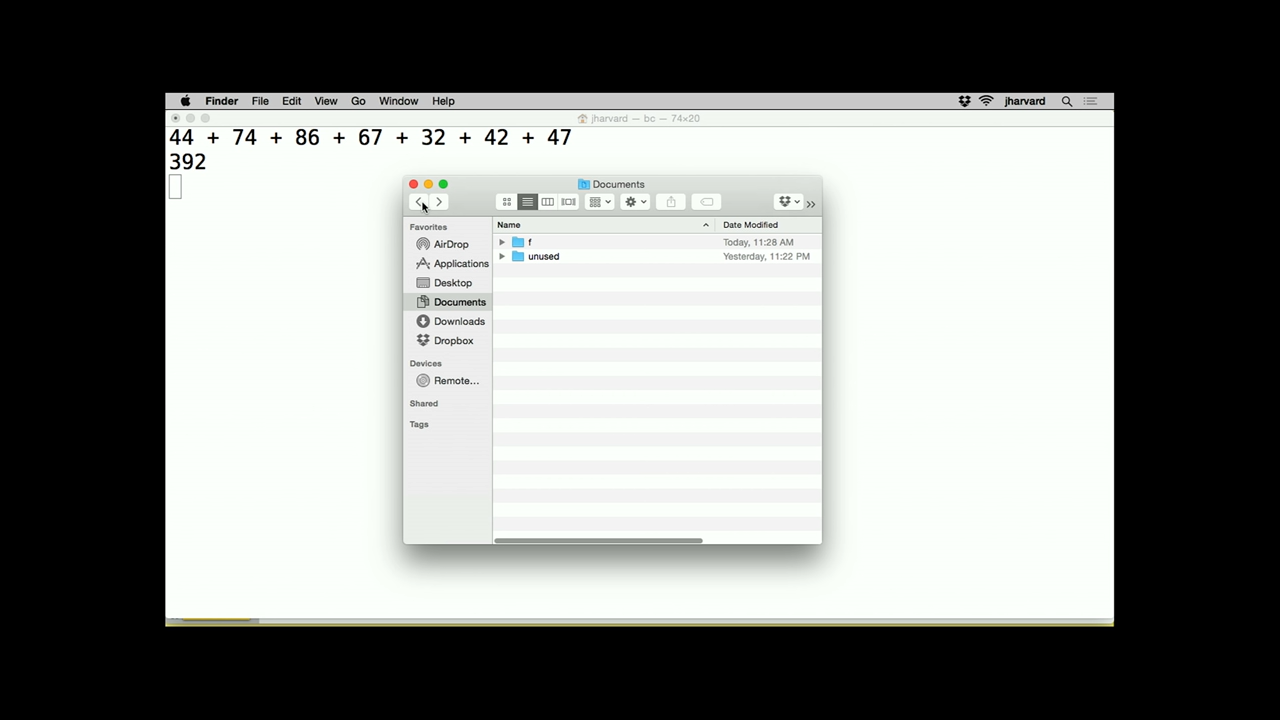 Finder File Edit View Go Window Help jharvard
jharvard — bc — 74×20
44 + 74 + 86 + 67 + 32 + 42 + 47
392
Documents
Favorites
AirDrop
Applications
Desktop
Documents
Downloads
Dropbox
Devices
Remote...
Shared
Tags
Name Date Modified
f Today, 11:28 AM
unused Yesterday, 11:22 PM